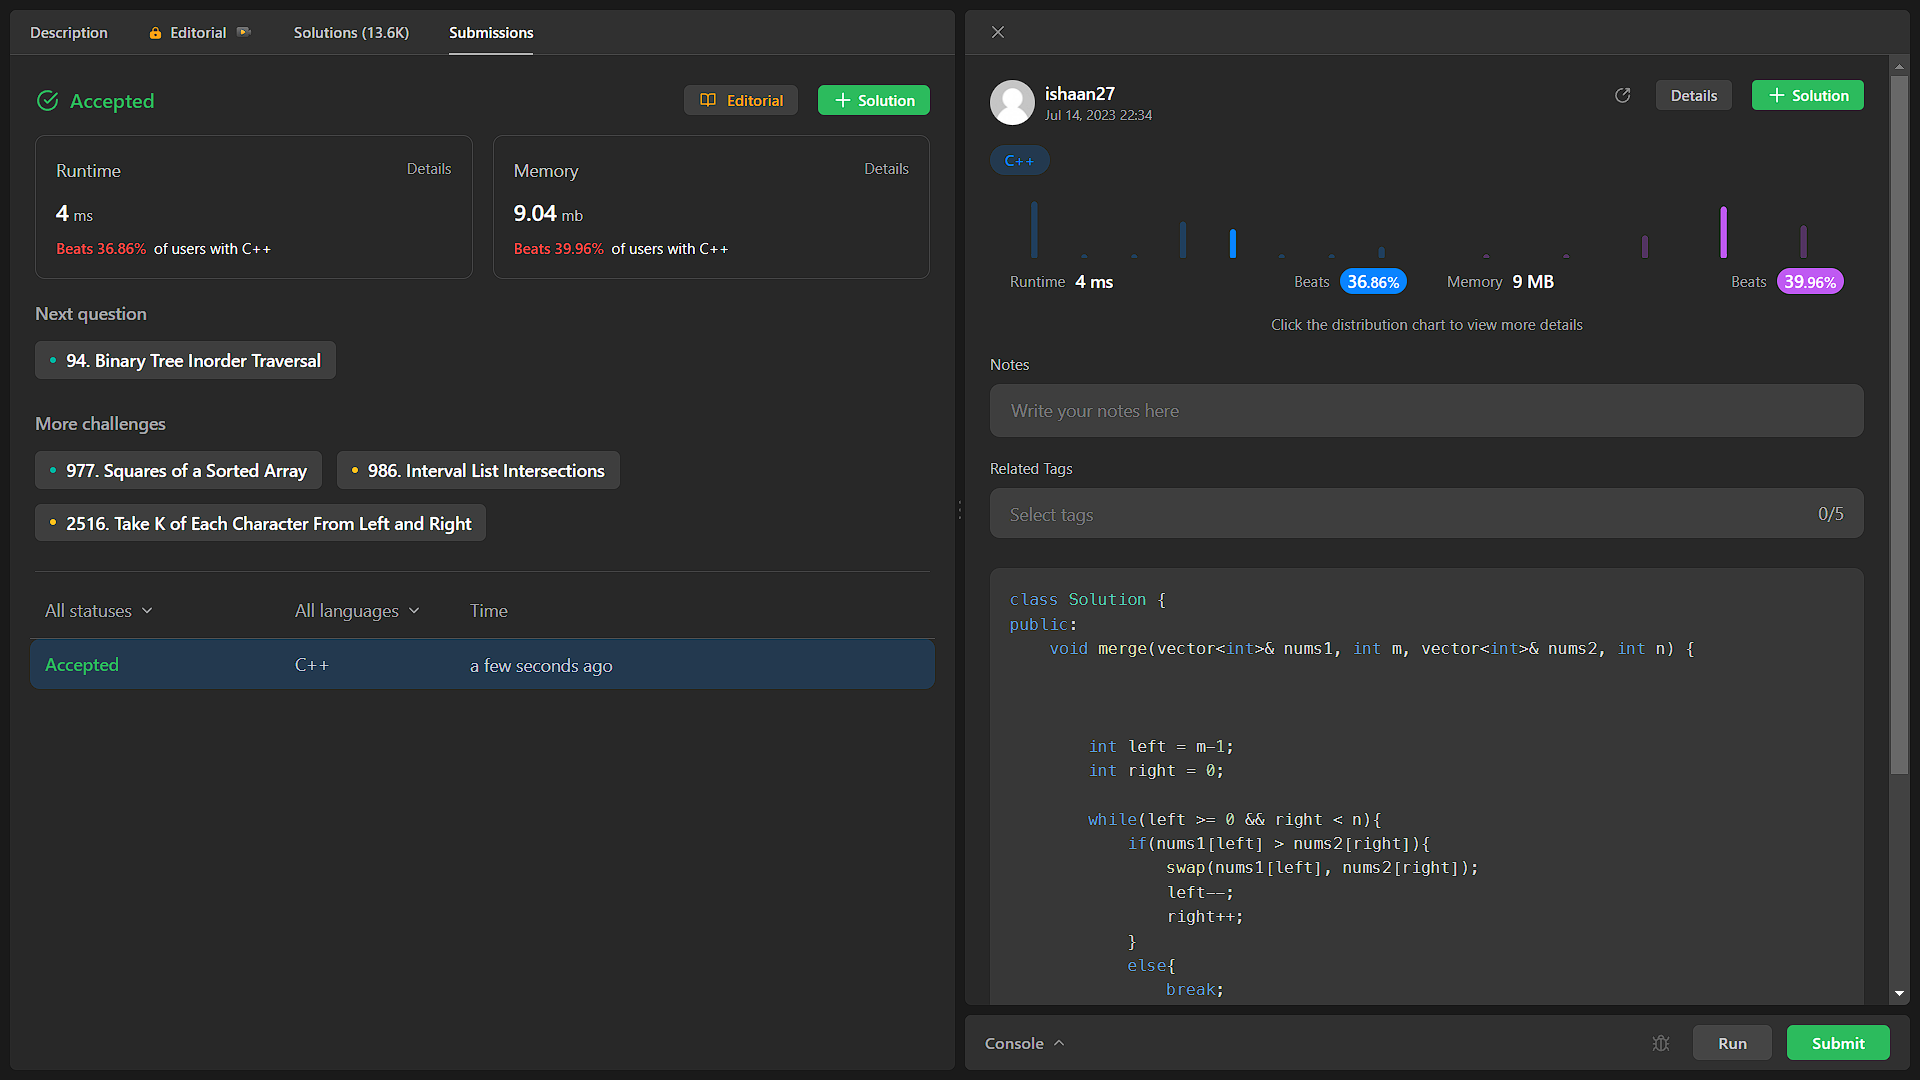 Description
Editorial
Solutions (13.6K)
Submissions
Accepted
Editorial
Solution
Runtime
Details
4 ms
Beats 36.86% of users with C++
Memory
Details
9.04 mb
Beats 39.96% of users with C++
Next question
94. Binary Tree Inorder Traversal
More challenges
977. Squares of a Sorted Array
986. Interval List Intersections
2516. Take K of Each Character From Left and Right
All statuses
All languages
Time
Accepted
C++
a few seconds ago
ishaan27
Jul 14, 2023 22:34
Details
Solution
C++
Runtime 4 ms
Beats 36.86%
Memory 9 MB
Beats 39.96%
Click the distribution chart to view more details
Notes
Write your notes here
Related Tags
Select tags
0/5
class Solution {
public:
    void merge(vector<int>& nums1, int m, vector<int>& nums2, int n) {
        int left = m-1;
        int right = 0;
        while(left >= 0 && right < n){
            if(nums1[left] > nums2[right]){
                swap(nums1[left], nums2[right]);
                left--;
                right++;
            }
            else{
                break;
Console
Run
Submit